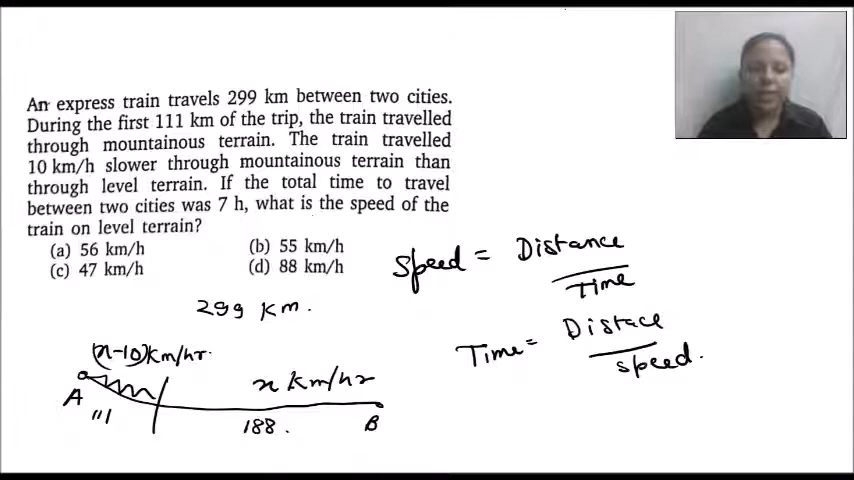 An express train travels 299 km between two cities.
During the first 111 km of the trip, the train travelled
through mountainous terrain. The train travelled
10 km/h slower through mountainous terrain than
through level terrain. If the total time to travel
between two cities was 7 h, what is the speed of the
train on level terrain?
(a) 56 km/h (b) 55 km/h
(c) 47 km/h (d) 88 km/h
Speed = Distance
Time
299 Km.
Time = Distace
speed.
(x-10)Km/hr.
x Km/hr
A
111
188.
B